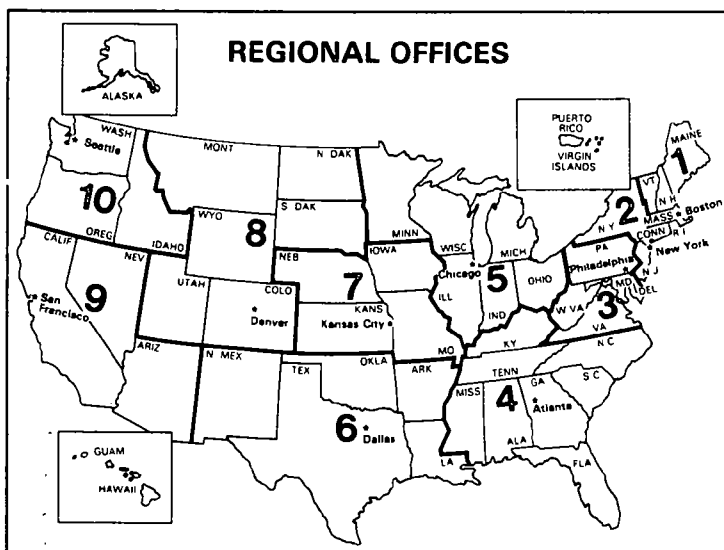 REGIONAL OFFICES
ALASKA
PUERTO
RICO
VIRGIN
ISLANDS
WASH
Seattle
MONT
N DAK
MAINE
1
VT
N H
10
OREG
IDAHO
WYO
8
S DAK
MINN
WISC
MICH
2
N Y
MASS
Boston
CONN
R I
New York
CALIF
NEV
UTAH
COLO
Denver
NEB
7
IOWA
Chicago
5
ILL
IND
OHIO
PA
Philadelphia
N J
MD
DEL
W VA
3
VA
9
San
Francisco
KANS
Kansas City
MO
KY
N C
ARIZ
N MEX
TEX
OKLA
ARK
TENN
MISS
4
GA
S C
Atlanta
6
Dallas
LA
ALA
FLA
GUAM
HAWAII